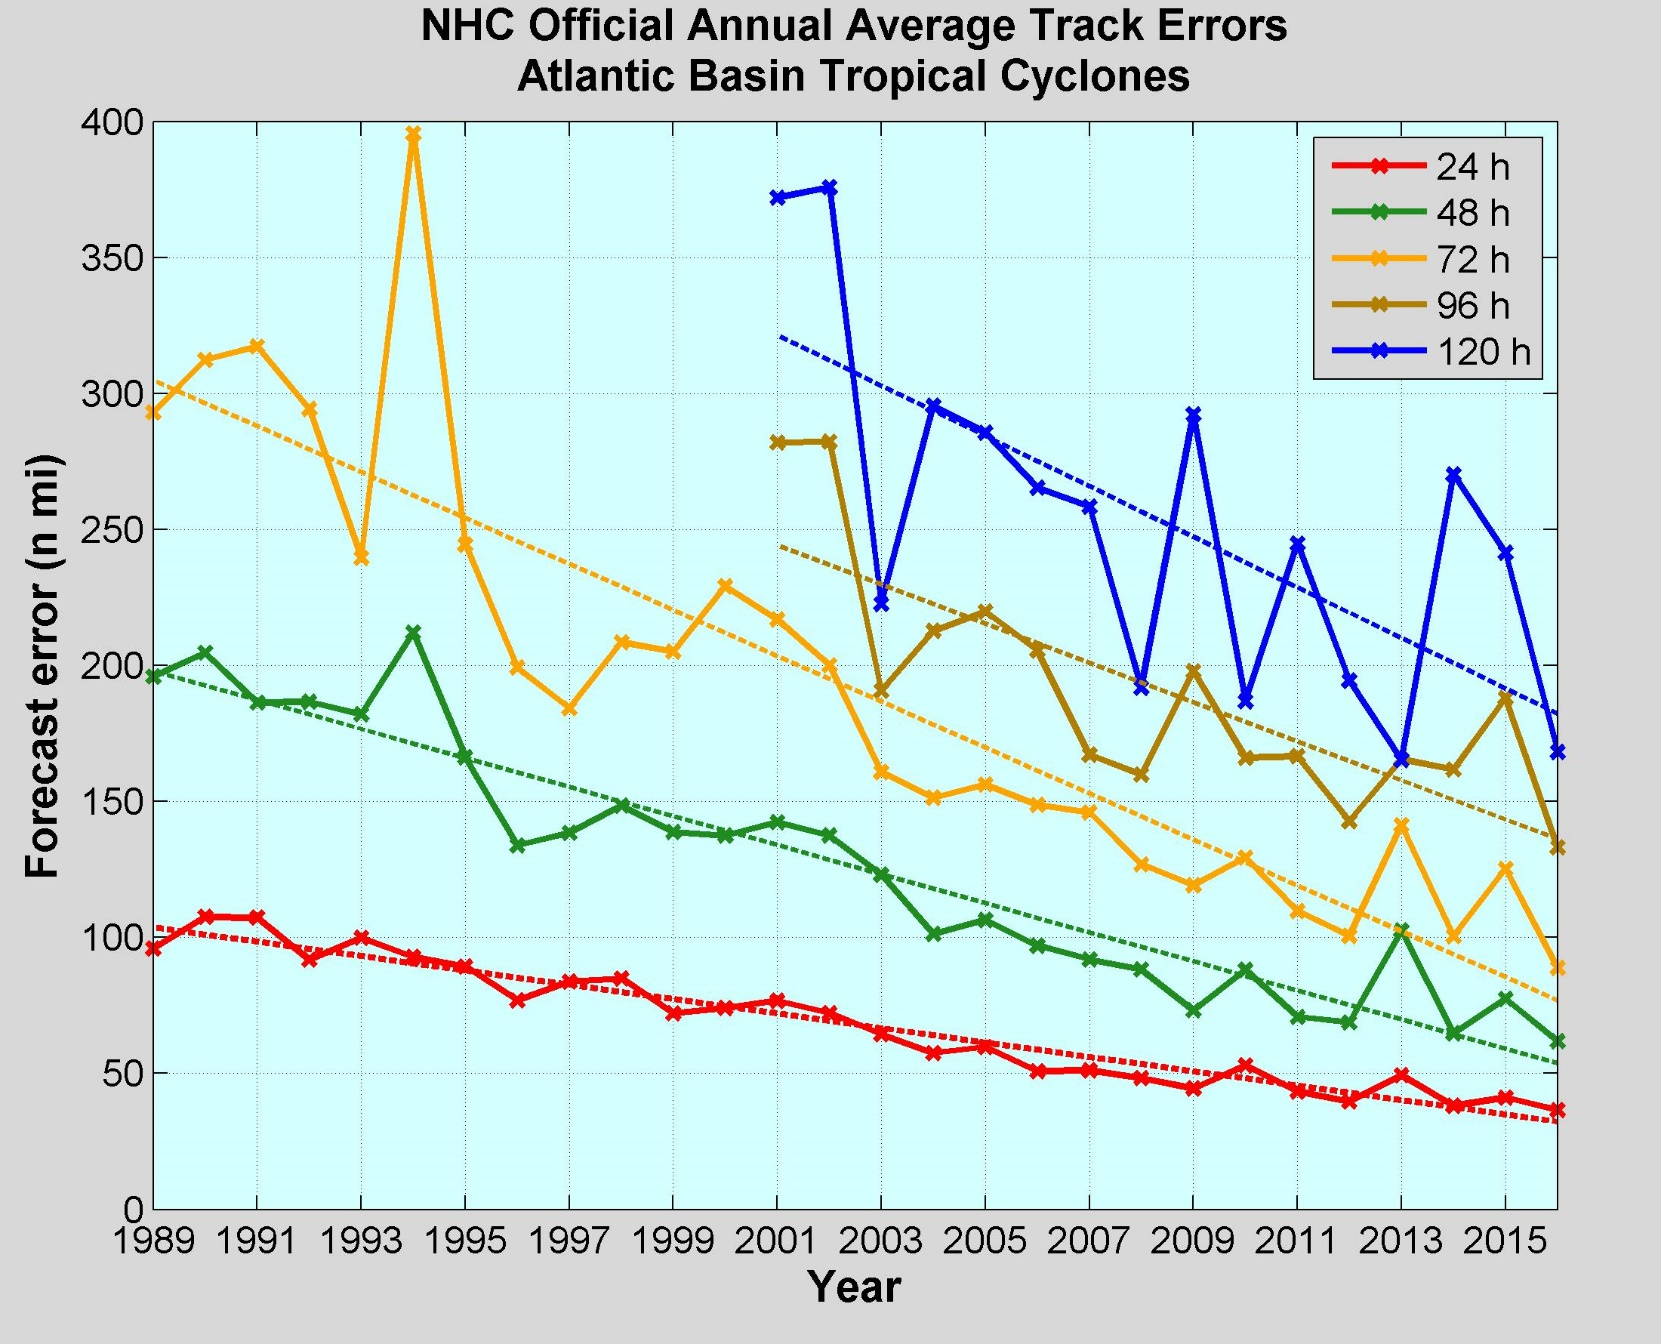 NHC Official Annual Average Track Errors
Atlantic Basin Tropical Cyclones
400
350
300
250
200
150
100
50
0
Forecast error (n mi)
24 h
48 h
72 h
96 h
120 h
1989 1991 1993 1995 1997 1999 2001 2003 2005 2007 2009 2011 2013 2015
Year